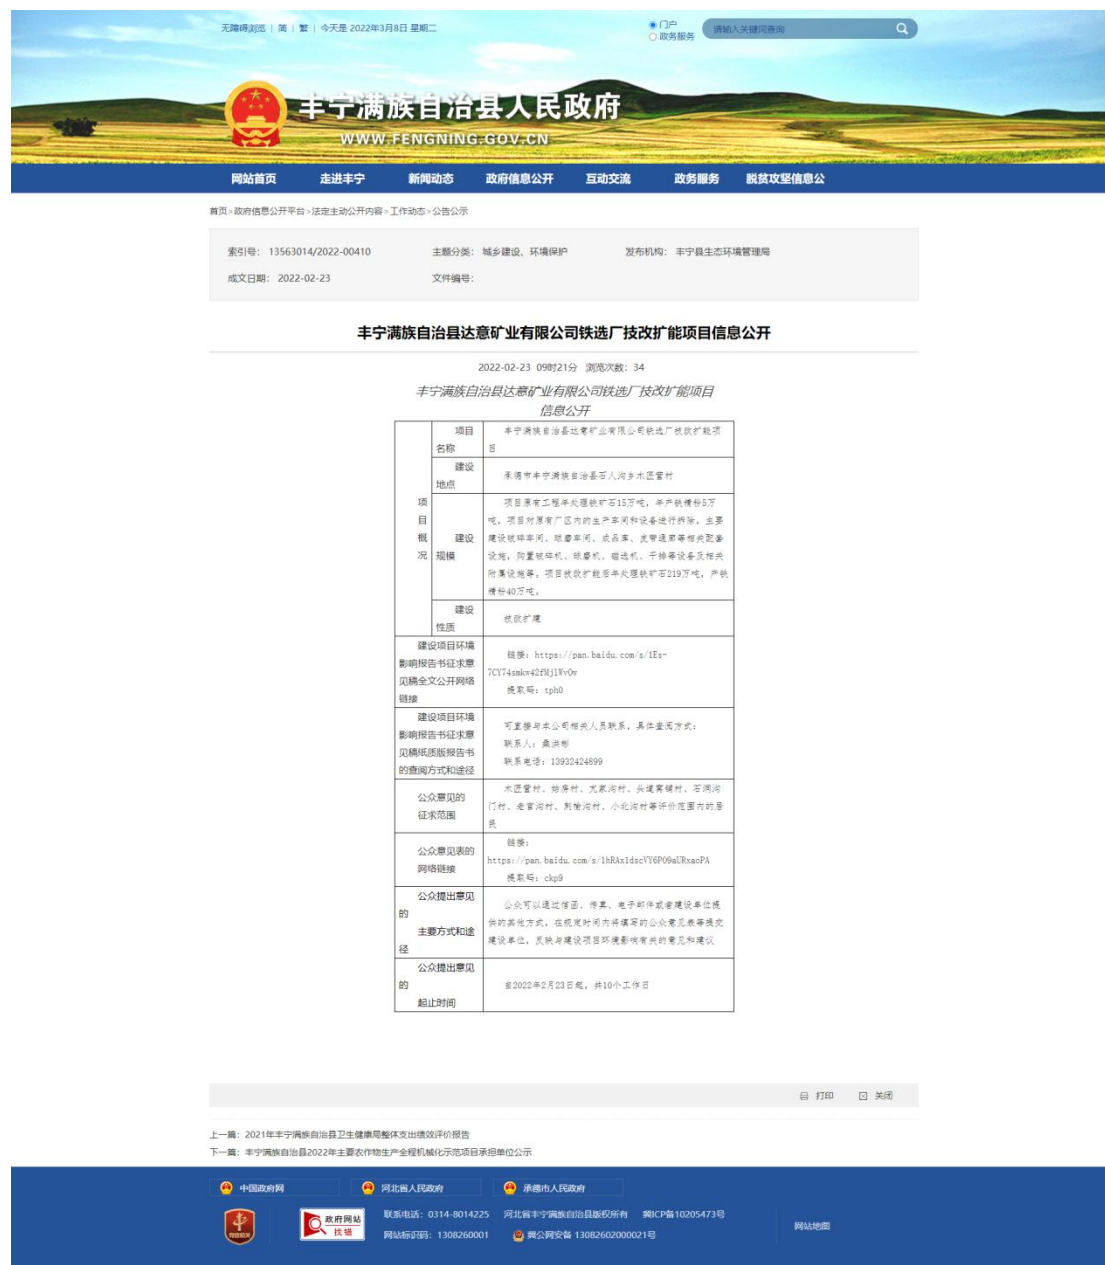 无障碍浏览 | 简 | 繁 | 今天是 2022年3月8日 星期二
门户
政务服务
请输入关键词查询
丰宁满族自治县人民政府
WWW.FENGNING.GOV.CN
网站首页 走进丰宁 新闻动态 政府信息公开 互动交流 政务服务 脱贫攻坚信息公
首页>政府信息公开平台>法定主动公开内容>工作动态>公告公示
索引号: 13563014/2022-00410 主题分类: 城乡建设、环境保护 发布机构: 丰宁县生态环境管理局
成文日期: 2022-02-23 文件编号:
丰宁满族自治县达意矿业有限公司铁选厂技改扩能项目信息公开
2022-02-23 09时21分 浏览次数: 34
丰宁满族自治县达意矿业有限公司铁选厂技改扩能项目
信息公开
项目概况
项目名称
丰宁满族自治县达意矿业有限公司铁选厂技改扩能项
目
建设地点
承德市丰宁满族自治县石人沟乡木匠营村
建设规模
项目原有工程年处理铁矿石15万吨，年产铁精粉5万
吨。项目对原有厂区内的生产车间和设备进行拆除，主要
建设破碎车间、球磨车间、成品库、皮带通廊等相关配套
设施，购置破碎机、球磨机、磁选机、干排等设备及相关
附属设施等。项目技改扩能后年处理铁矿石219万吨，产铁
精粉40万吨。
建设性质
技改扩建
建设项目环境
影响报告书征求意
见稿全文公开网络
链接
链接: https://pan.baidu.com/s/1Es-
7CY74smkw42fMj1WvOw
提取码: tph0
建设项目环境
影响报告书征求意
见稿纸质版报告书
的查阅方式和途径
可直接与本公司相关人员联系，具体查阅方式:
联系人: 桑洪彬
联系电话: 13932424899
公众意见的
征求范围
木匠营村、姑房村、尤家沟村、头道窝铺村、石洞沟
门村、老官沟村、荆榆沟村、小北沟村等评价范围内的居
民
公众意见表的
网络链接
链接:
https://pan.baidu.com/s/1hRAx1dscVY6PO9aURxaoPA
提取码: ckp9
公众提出意见
的
主要方式和途
径
公众可以通过信函、传真、电子邮件或者建设单位提
供的其他方式，在规定时间内将填写的公众意见表等提交
建设单位，反映与建设项目环境影响有关的意见和建议
公众提出意见
的
起止时间
自2022年2月23日起，共10个工作日
打印 关闭
上一篇: 2021年丰宁满族自治县卫生健康局整体支出绩效评价报告
下一篇: 丰宁满族自治县2022年主要农作物生产全程机械化示范项目承担单位公示
中国政府网 河北省人民政府 承德市人民政府
党政机关
政府网站
找错
联系电话: 0314-8014225 河北省丰宁满族自治县版权所有 冀ICP备10205473号
网站标识码: 1308260001 冀公网安备 13082602000021号
网站地图